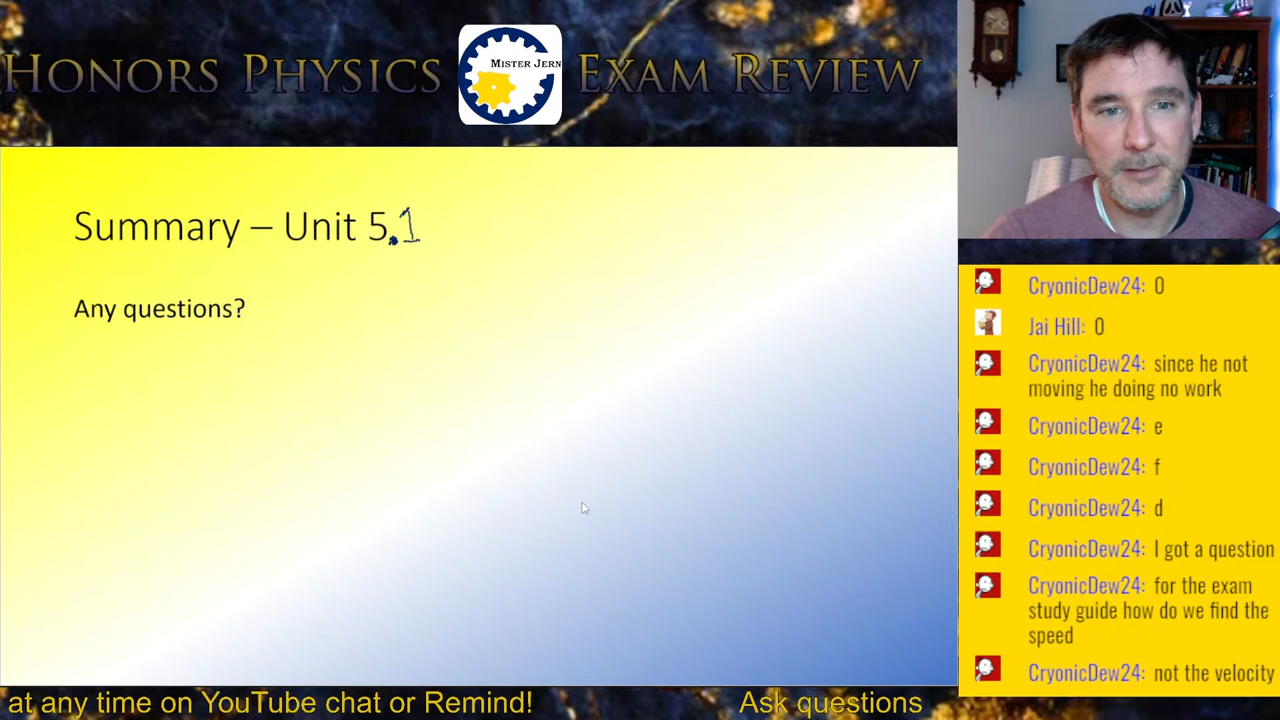 HONORS PHYSICS MISTER JERN EXAM REVIEW
Summary – Unit 5.1
Any questions?
CryonicDew24: 0
Jai Hill: 0
CryonicDew24: since he not
moving he doing no work
CryonicDew24: e
CryonicDew24: f
CryonicDew24: d
CryonicDew24: I got a question
CryonicDew24: for the exam
study guide how do we find the
speed
CryonicDew24: not the velocity
at any time on YouTube chat or Remind! Ask questions